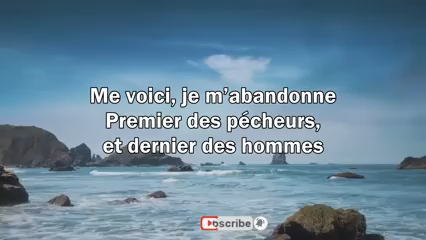 Me voici, je m’abandonne
Premier des pécheurs,
et dernier des hommes